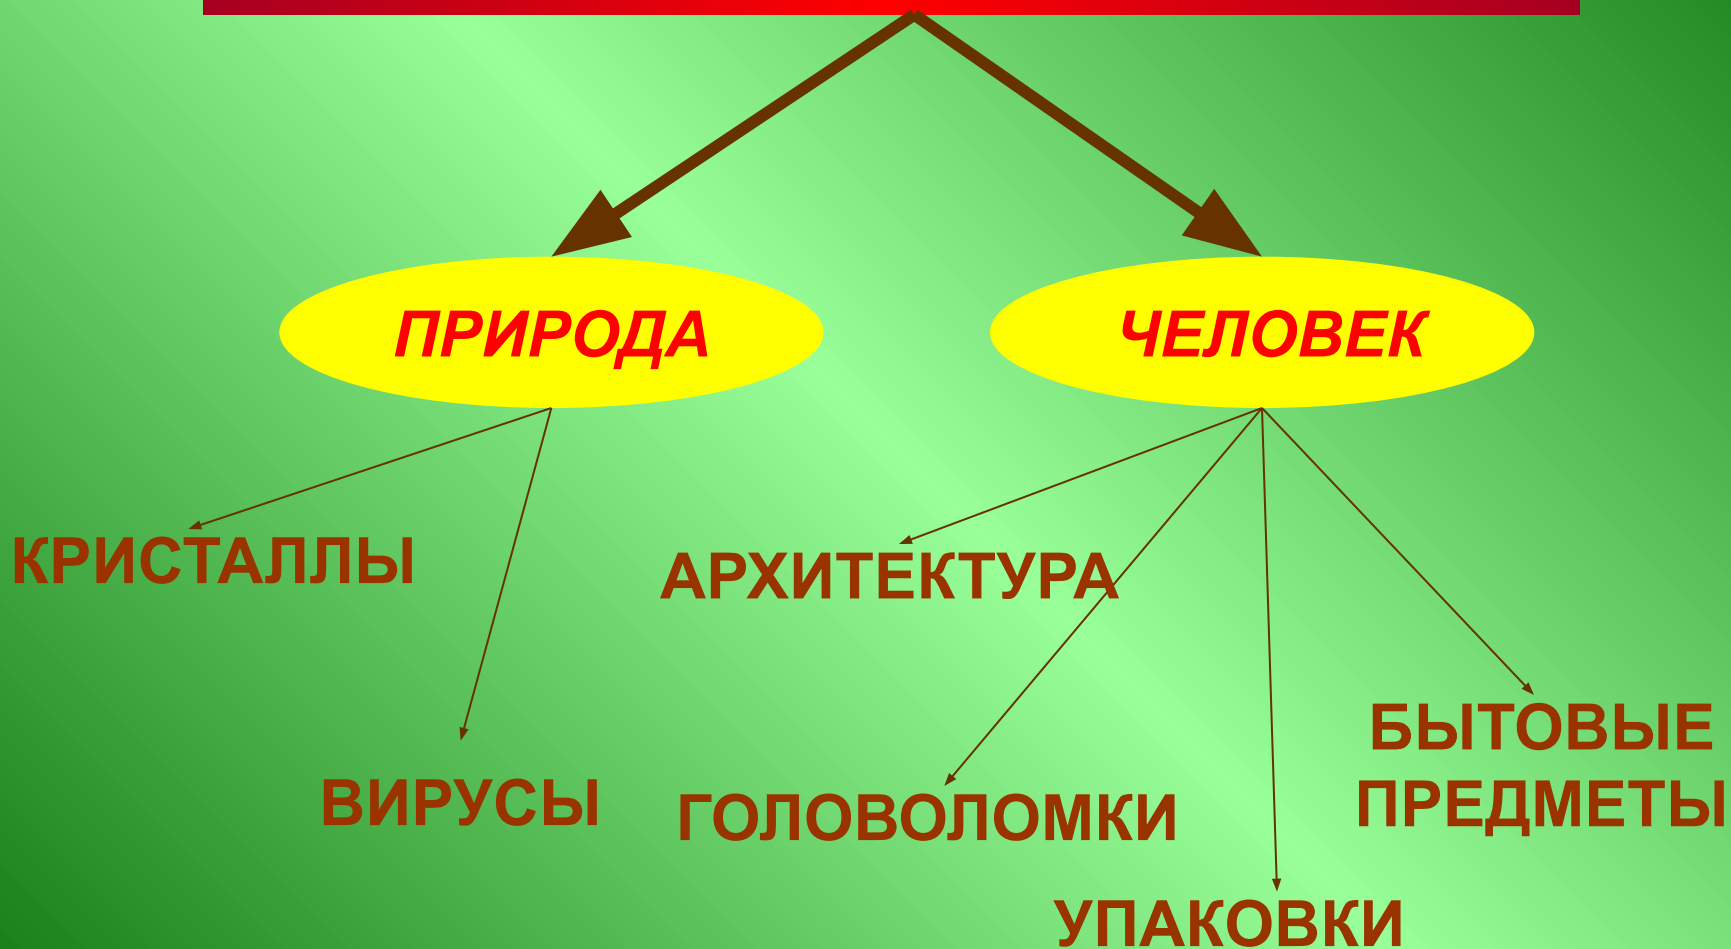 ПРИРОДА
ЧЕЛОВЕК
КРИСТАЛЛЫ
АРХИТЕКТУРА
ВИРУСЫ
ГОЛОВОЛОМКИ
БЫТОВЫЕ
ПРЕДМЕТЫ
УПАКОВКИ